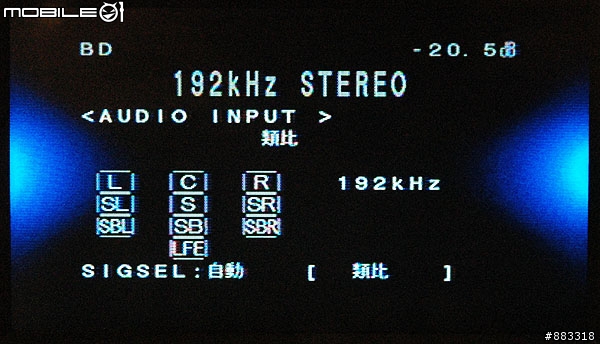 MOBILE01
BD -20.5dB
192kHz STEREO
<AUDIO INPUT >
類比
L C R 192kHz
SL S SR
SBL SB SBR
LFE
SIGSEL:自動 [ 類比 ]
#883318